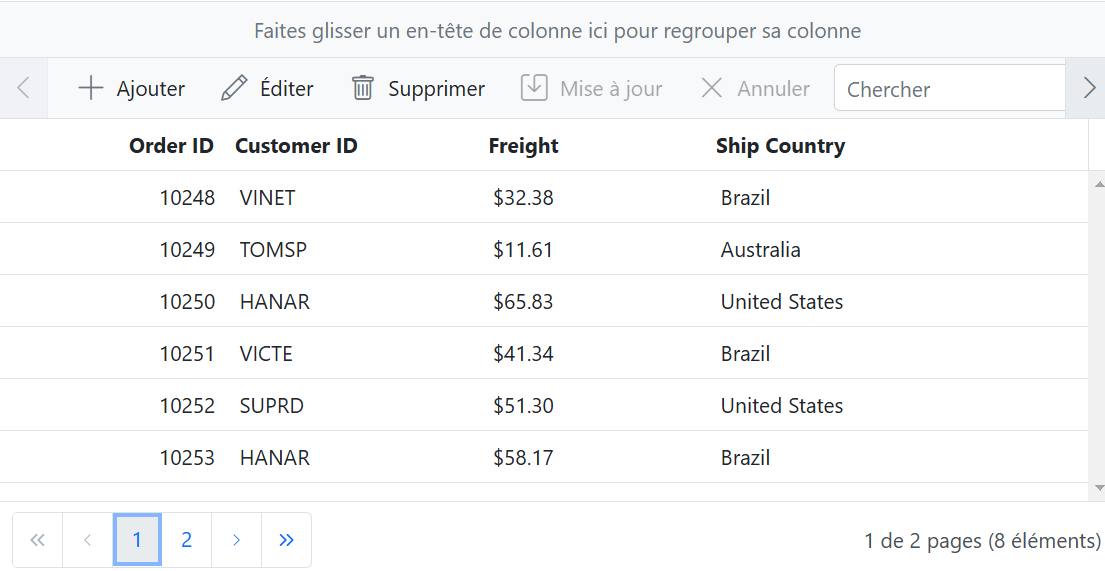 Faites glisser un en-tête de colonne ici pour regrouper sa colonne
Ajouter Éditer Supprimer Mise à jour Annuler Chercher
Order ID Customer ID Freight Ship Country
10248 VINET $32.38 Brazil
10249 TOMSP $11.61 Australia
10250 HANAR $65.83 United States
10251 VICTE $41.34 Brazil
10252 SUPRD $51.30 United States
10253 HANAR $58.17 Brazil
1 2 1 de 2 pages (8 éléments)